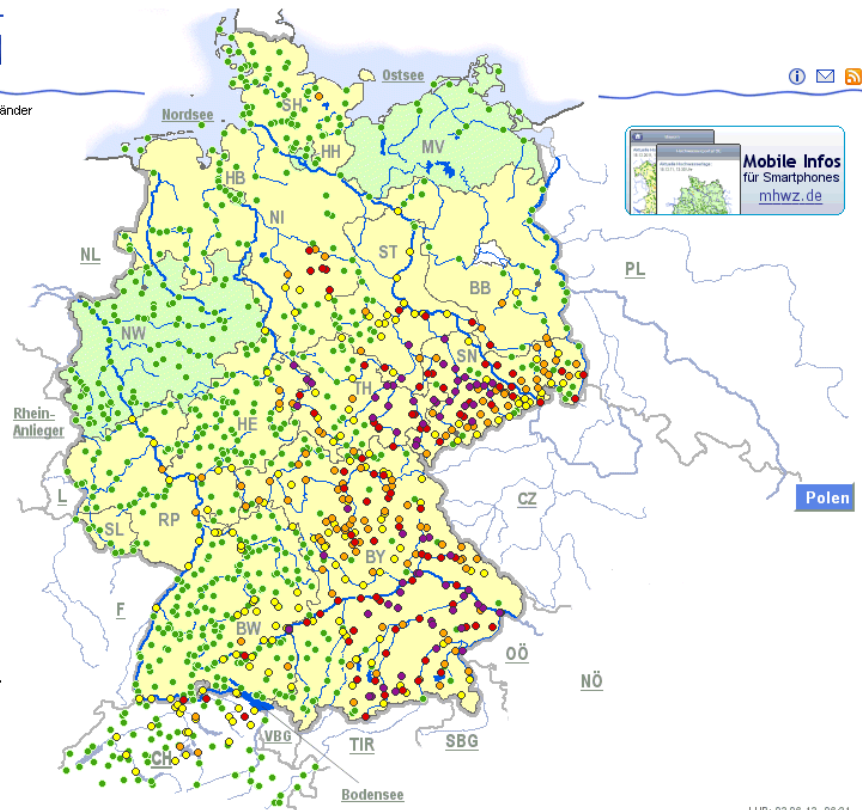 änder
Ostsee
Nordsee
SH
HH
MV
HB
NI
Mobile Infos
für Smartphones
mhwz.de
NL
ST
PL
BB
NW
SN
TH
Rhein-
Anlieger
HE
L
CZ
Polen
RP
SL
BY
F
BW
OÖ
NÖ
VBG
TIR
SBG
CH
Bodensee